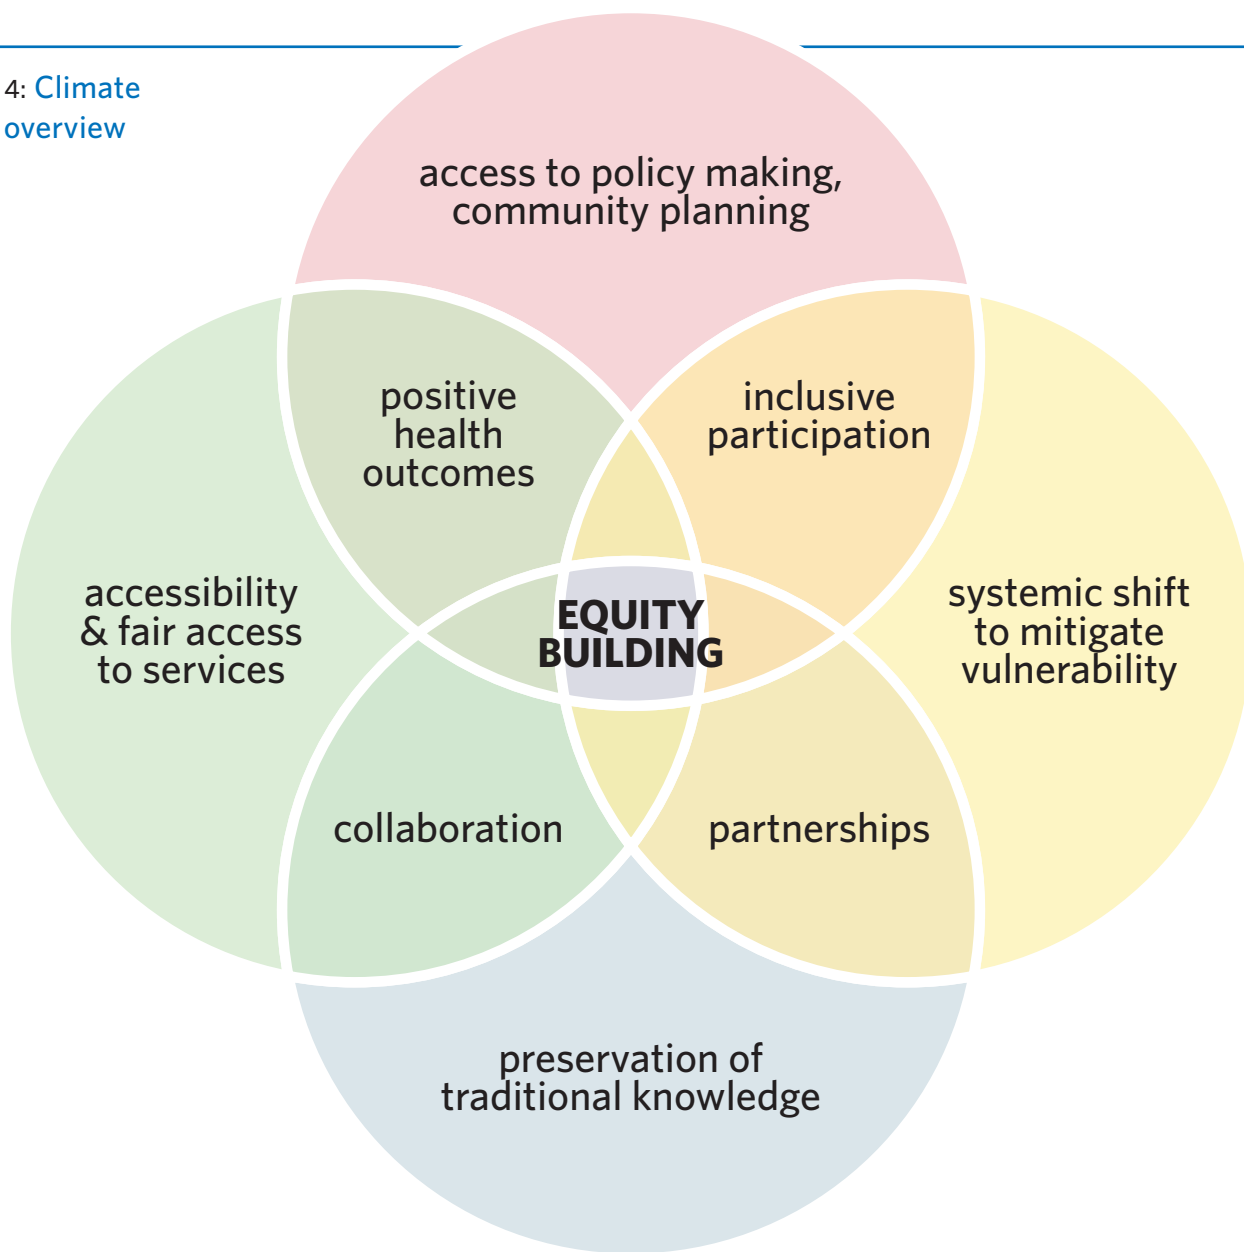 4: Climate
overview
access to policy making,
community planning
positive
health
outcomes
inclusive
participation
accessibility
& fair access
to services
EQUITY
BUILDING
systemic shift
to mitigate
vulnerability
collaboration
partnerships
preservation of
traditional knowledge